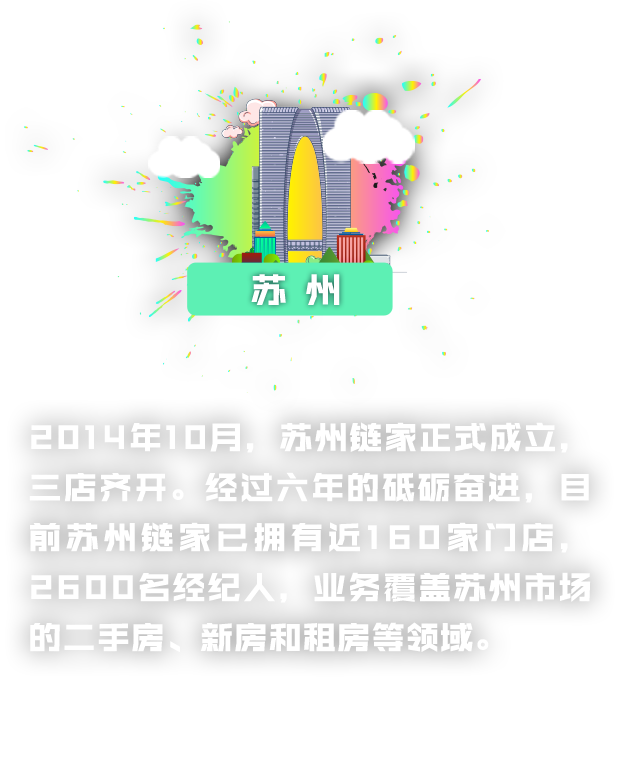 苏州
2014年10月，苏州链家正式成立，
三店齐开。经过六年的砥砺奋进，目
前苏州链家已拥有近160家门店，
2600名经纪人，业务覆盖苏州市场
的二手房、新房和租房等领域。